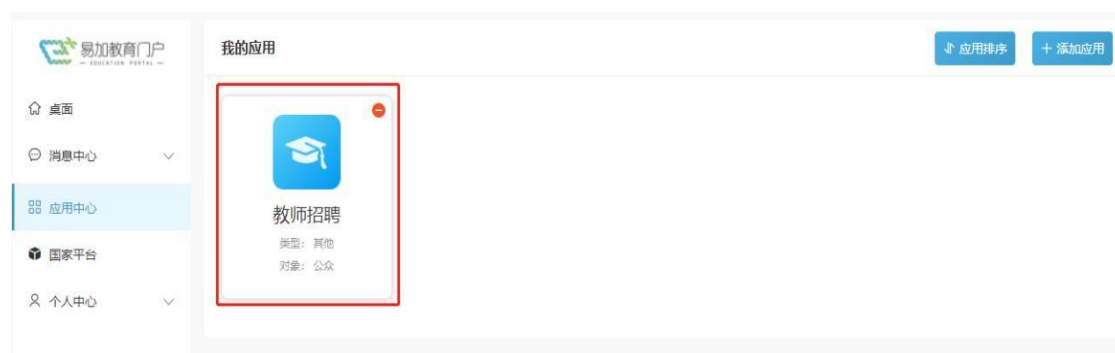 易加教育门户
— EDUCATION PORTAL —
桌面
消息中心
应用中心
国家平台
个人中心
我的应用
应用排序
+ 添加应用
教师招聘
类型：其他
对象：公众